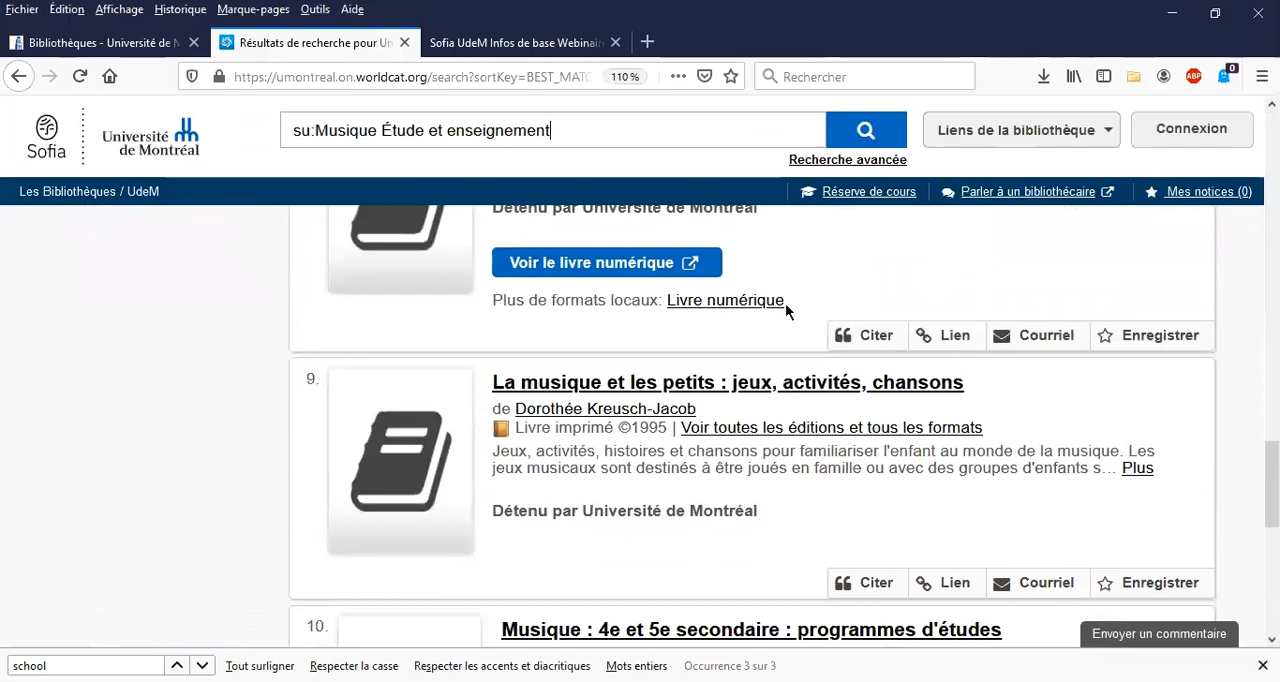 Fichier Édition Affichage Historique Marque-pages Outils Aide
Bibliothèques - Université de M Résultats de recherche pour Un Sofia UdeM Infos de base Webinaire
https://umontreal.on.worldcat.org/search?sortKey=BEST_MATC 110 % Rechercher ABP 0
Sofia Université de Montréal su:Musique Étude et enseignement Liens de la bibliothèque Connexion
Recherche avancée
Les Bibliothèques / UdeM Réserve de cours Parler à un bibliothécaire Mes notices (0)
Détenu par Université de Montréal
Voir le livre numérique
Plus de formats locaux: Livre numérique
Citer Lien Courriel Enregistrer
9. La musique et les petits : jeux, activités, chansons
de Dorothée Kreusch-Jacob
Livre imprimé ©1995 | Voir toutes les éditions et tous les formats
Jeux, activités, histoires et chansons pour familiariser l'enfant au monde de la musique. Les
jeux musicaux sont destinés à être joués en famille ou avec des groupes d'enfants s... Plus
Détenu par Université de Montréal
Citer Lien Courriel Enregistrer
10. Musique : 4e et 5e secondaire : programmes d'études
Envoyer un commentaire
school Tout surligner Respecter la casse Respecter les accents et diacritiques Mots entiers Occurrence 3 sur 3